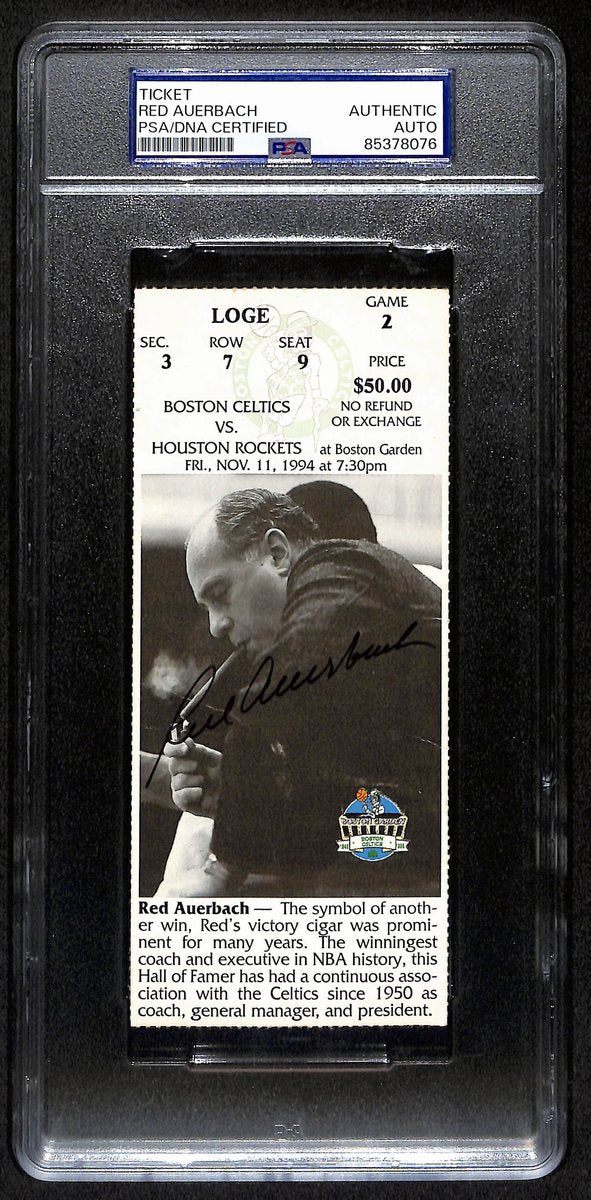 TICKET
RED AUERBACH AUTHENTIC
PSA/DNA CERTIFIED AUTO
PSA 85378076
LOGE GAME
2
SEC. ROW SEAT
3 7 9 PRICE
$50.00
BOSTON CELTICS NO REFUND
VS. OR EXCHANGE
HOUSTON ROCKETS at Boston Garden
FRI., NOV. 11, 1994 at 7:30pm
Red Auerbach
BOSTON
CELTICS
Red Auerbach — The symbol of anoth-
er win, Red's victory cigar was promi-
nent for many years. The winningest
coach and executive in NBA history, this
Hall of Famer has had a continuous asso-
ciation with the Celtics since 1950 as
coach, general manager, and president.